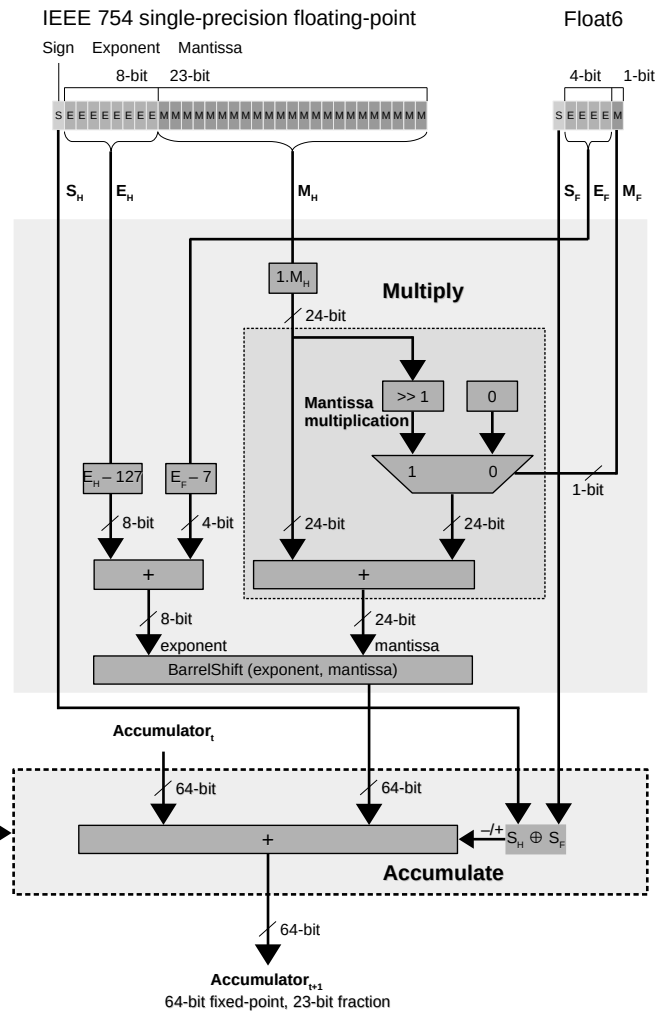 IEEE 754 single-precision floating-point Float6
Sign Exponent Mantissa
8-bit 23-bit 4-bit 1-bit
S E E E E E E E E M M M M M M M M M M M M M M M M M M M M M M M S E E E E M
S_H E_H M_H S_F E_F M_F
1.M_H
Multiply
24-bit
Mantissa
multiplication
>> 1 0
1 0
E_H – 127 E_F – 7
1-bit
8-bit 4-bit 24-bit 24-bit
+ +
8-bit 24-bit
exponent mantissa
BarrelShift (exponent, mantissa)
Accumulator_t
64-bit 64-bit
+ –/+ S_H ⊕ S_F
Accumulate
64-bit
Accumulator_t+1
64-bit fixed-point, 23-bit fraction